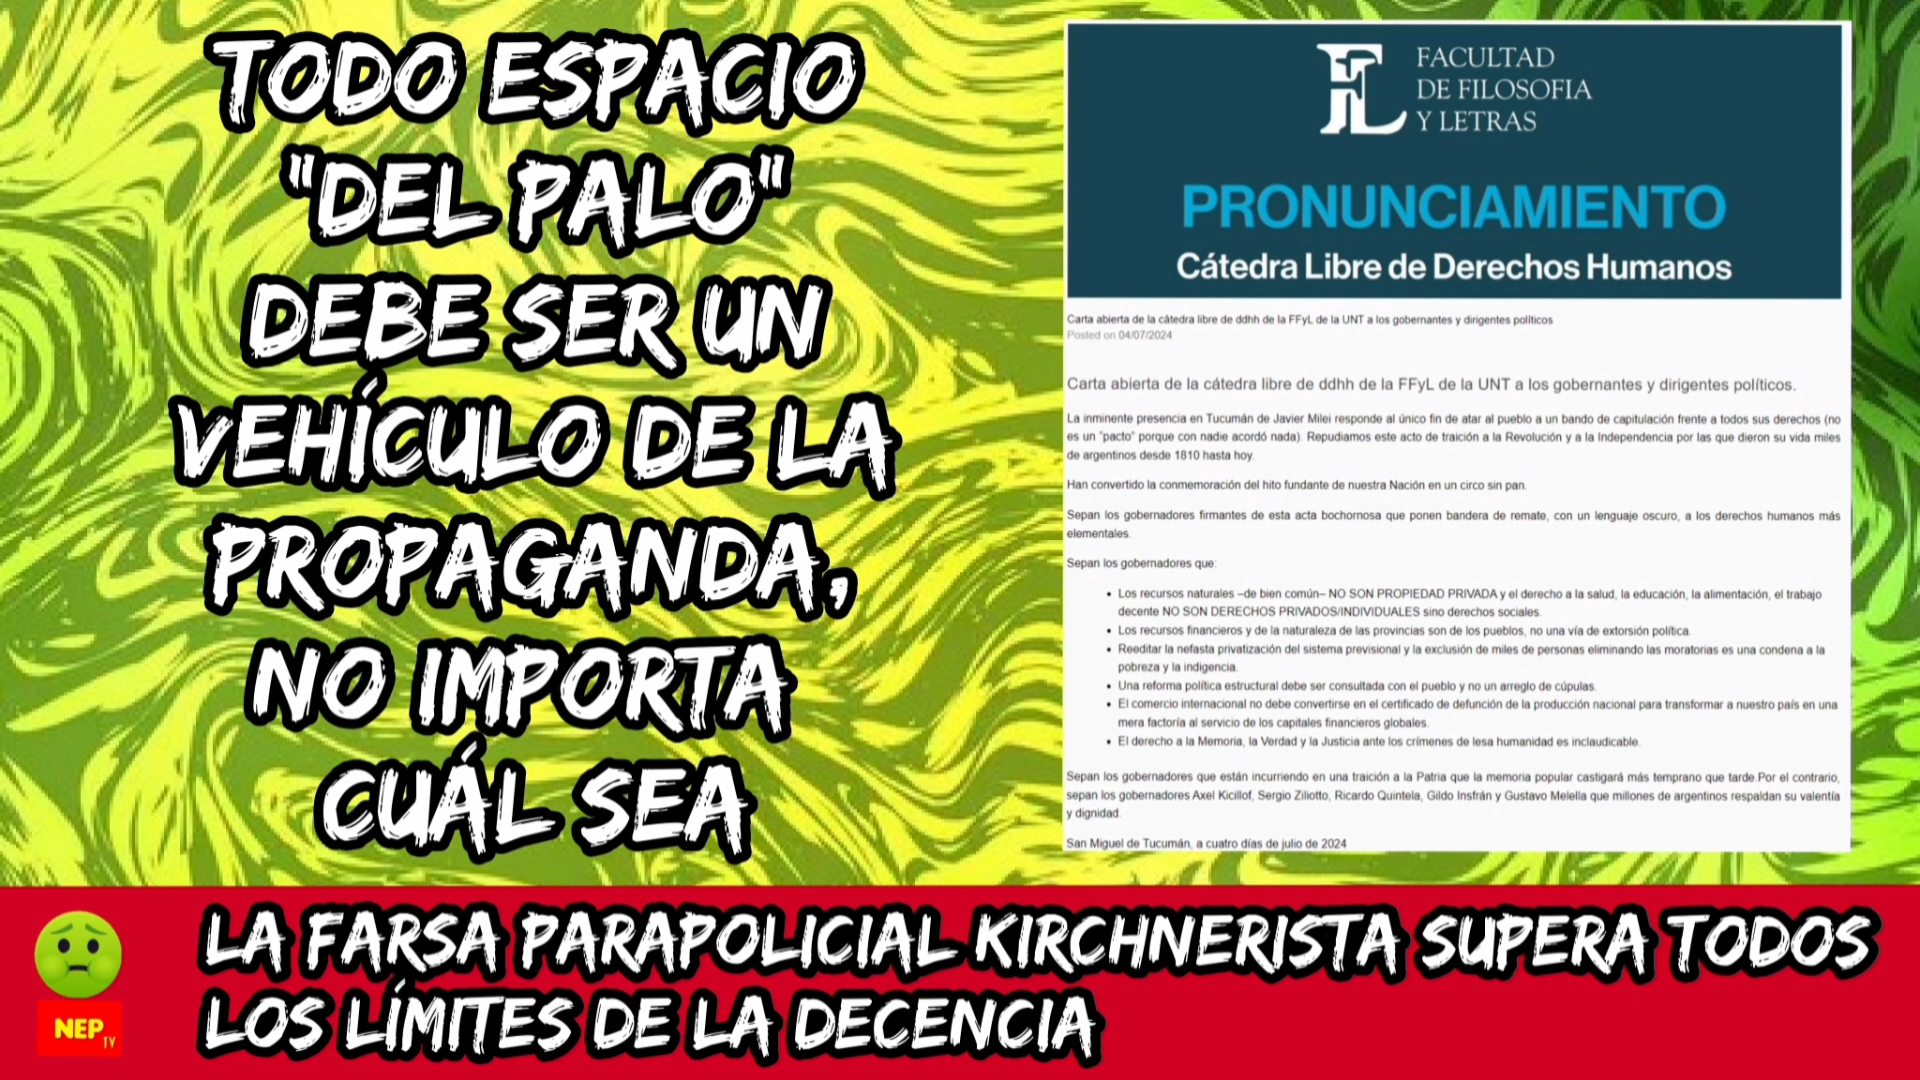 TODO ESPACIO
"DEL PALO"
DEBE SER UN
VEHÍCULO DE LA
PROPAGANDA,
NO IMPORTA
CUÁL SEA
FACULTAD
DE FILOSOFIA
Y LETRAS
PRONUNCIAMIENTO
Cátedra Libre de Derechos Humanos
Carta abierta de la cátedra libre de ddhh de la FFyL de la UNT a los gobernantes y dirigentes políticos
Posted on 04/07/2024
Carta abierta de la cátedra libre de ddhh de la FFyL de la UNT a los gobernantes y dirigentes políticos.
La inminente presencia en Tucumán de Javier Milei responde al único fin de atar al pueblo a un bando de capitulación frente a todos sus derechos (no
es un "pacto" porque con nadie acordó nada). Repudiamos este acto de traición a la Revolución y a la Independencia por las que dieron su vida miles
de argentinos desde 1810 hasta hoy.
Han convertido la conmemoración del hito fundante de nuestra Nación en un circo sin pan.
Sepan los gobernadores firmantes de esta acta bochornosa que ponen bandera de remate, con un lenguaje oscuro, a los derechos humanos más
elementales.
Sepan los gobernadores que:
• Los recursos naturales –de bien común– NO SON PROPIEDAD PRIVADA y el derecho a la salud, la educación, la alimentación, el trabajo
decente NO SON DERECHOS PRIVADOS/INDIVIDUALES sino derechos sociales.
• Los recursos financieros y de la naturaleza de las provincias son de los pueblos, no una vía de extorsión política.
• Reeditar la nefasta privatización del sistema previsional y la exclusión de miles de personas eliminando las moratorias es una condena a la
pobreza y la indigencia.
• Una reforma política estructural debe ser consultada con el pueblo y no un arreglo de cúpulas.
• El comercio internacional no debe convertirse en el certificado de defunción de la producción nacional para transformar a nuestro país en una
mera factoría al servicio de los capitales financieros globales.
• El derecho a la Memoria, la Verdad y la Justicia ante los crímenes de lesa humanidad es inclaudicable.
Sepan los gobernadores que están incurriendo en una traición a la Patria que la memoria popular castigará más temprano que tarde.Por el contrario,
sepan los gobernadores Axel Kicillof, Sergio Ziliotto, Ricardo Quintela, Gildo Insfrán y Gustavo Melella que millones de argentinos respaldan su valentía
y dignidad.
San Miguel de Tucumán, a cuatro días de julio de 2024
LA FARSA PARAPOLICIAL KIRCHNERISTA SUPERA TODOS
LOS LÍMITES DE LA DECENCIA
NEP TV